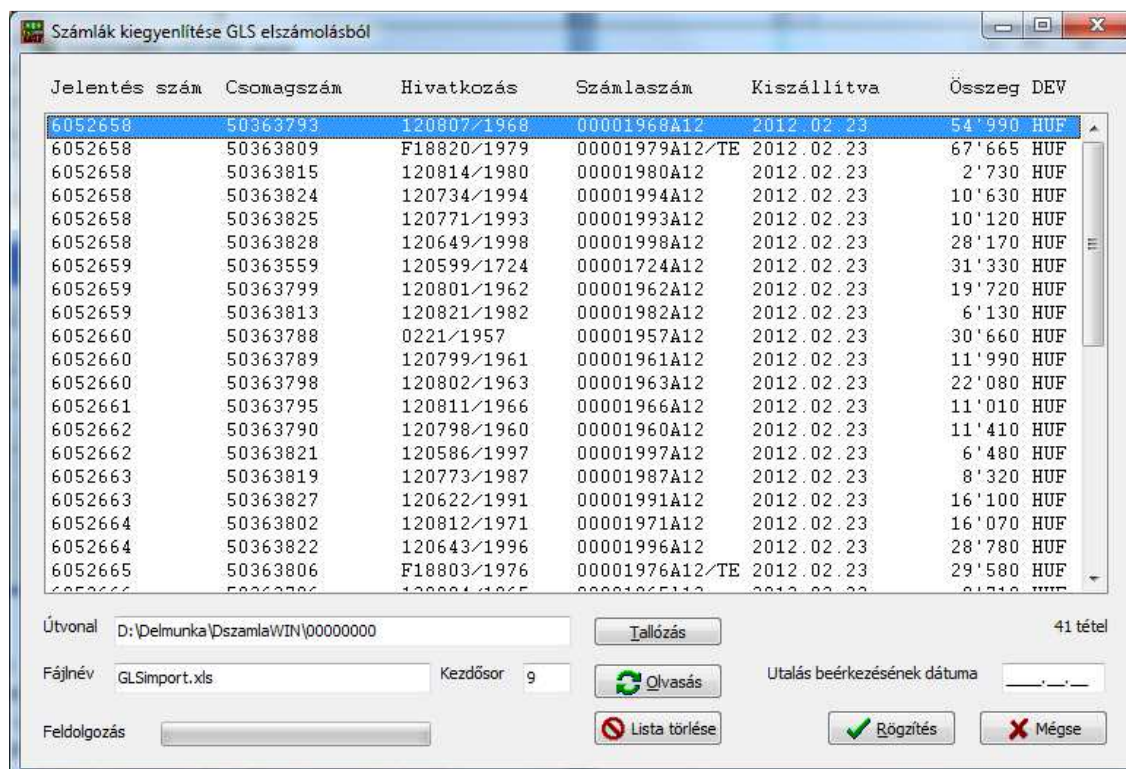 Számlák kiegyenlítése GLS elszámolásból
Jelentés szám Csomagszám Hivatkozás Számlaszám Kiszállítva Összeg DEV
6052658 50363793 120807/1968 00001968A12 2012.02.23 54'990 HUF
6052658 50363809 F18820/1979 00001979A12/TE 2012.02.23 67'665 HUF
6052658 50363815 120814/1980 00001980A12 2012.02.23 2'730 HUF
6052658 50363824 120734/1994 00001994A12 2012.02.23 10'630 HUF
6052658 50363825 120771/1993 00001993A12 2012.02.23 10'120 HUF
6052658 50363828 120649/1998 00001998A12 2012.02.23 28'170 HUF
6052659 50363559 120599/1724 00001724A12 2012.02.23 31'330 HUF
6052659 50363799 120801/1962 00001962A12 2012.02.23 19'720 HUF
6052659 50363813 120821/1982 00001982A12 2012.02.23 6'130 HUF
6052660 50363788 0221/1957 00001957A12 2012.02.23 30'660 HUF
6052660 50363789 120799/1961 00001961A12 2012.02.23 11'990 HUF
6052660 50363798 120802/1963 00001963A12 2012.02.23 22'080 HUF
6052661 50363795 120811/1966 00001966A12 2012.02.23 11'010 HUF
6052662 50363790 120798/1960 00001960A12 2012.02.23 11'410 HUF
6052662 50363821 120586/1997 00001997A12 2012.02.23 6'480 HUF
6052663 50363819 120773/1987 00001987A12 2012.02.23 8'320 HUF
6052663 50363827 120622/1991 00001991A12 2012.02.23 16'100 HUF
6052664 50363802 120812/1971 00001971A12 2012.02.23 16'070 HUF
6052664 50363822 120643/1996 00001996A12 2012.02.23 28'780 HUF
6052665 50363806 F18803/1976 00001976A12/TE 2012.02.23 29'580 HUF
Útvonal D:\Delmunka\DszamlaWIN\00000000 Tallózás 41 tétel
Fájlnév GLSimport.xls Kezdősor 9 Olvasás Utalás beérkezésének dátuma ____.__.__
Feldolgozás Lista törlése Rögzítés Mégse